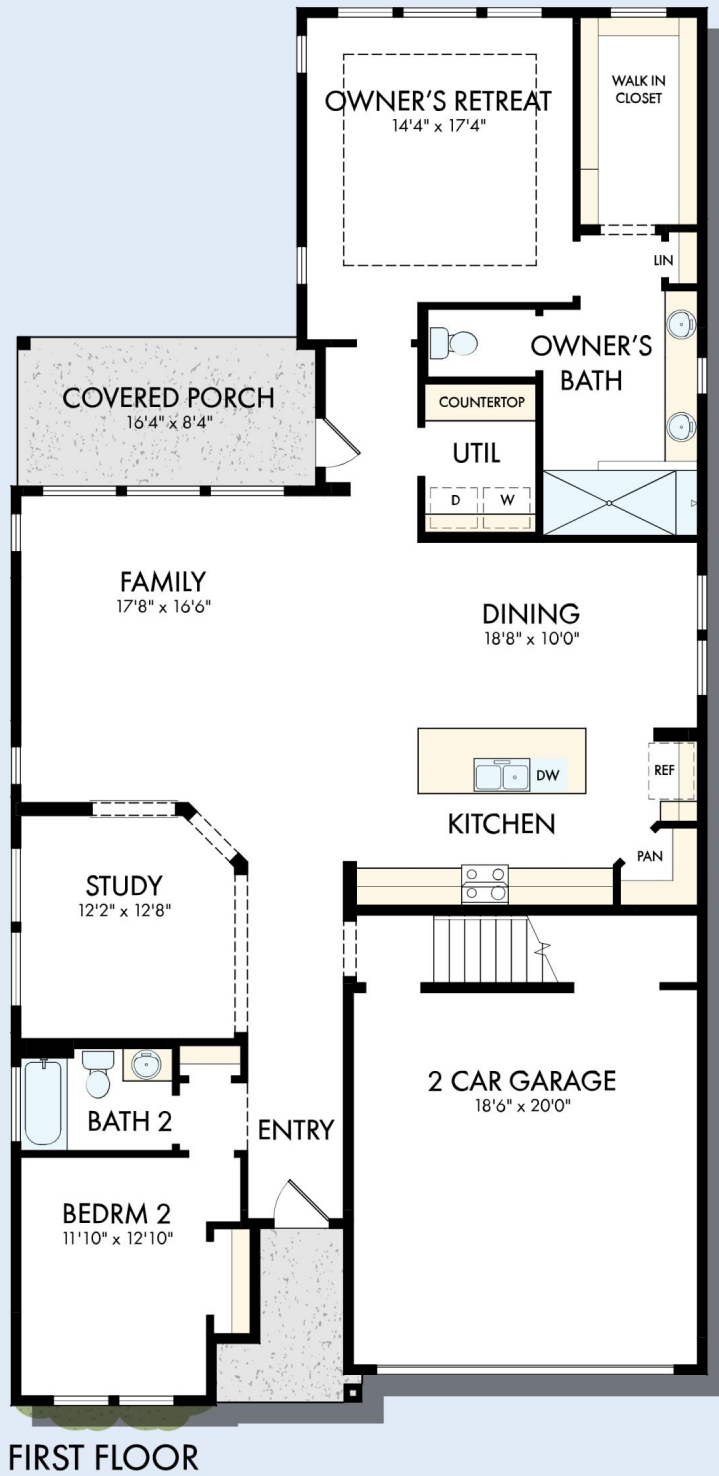 OWNER'S RETREAT
14'4" x 17'4"
WALK IN
CLOSET
LIN
OWNER'S
BATH
COVERED PORCH
16'4" x 8'4"
COUNTERTOP
UTIL
D
W
FAMILY
17'8" x 16'6"
DINING
18'8" x 10'0"
DW
REF
KITCHEN
PAN
STUDY
12'2" x 12'8"
2 CAR GARAGE
18'6" x 20'0"
BATH 2
ENTRY
BEDRM 2
11'10" x 12'10"
FIRST FLOOR